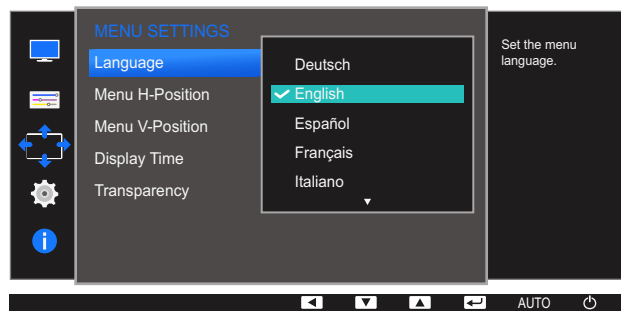 MENU SETTINGS
Language
Menu H-Position
Menu V-Position
Display Time
Transparency
Deutsch
English
Español
Français
Italiano
Set the menu
language.
i
AUTO